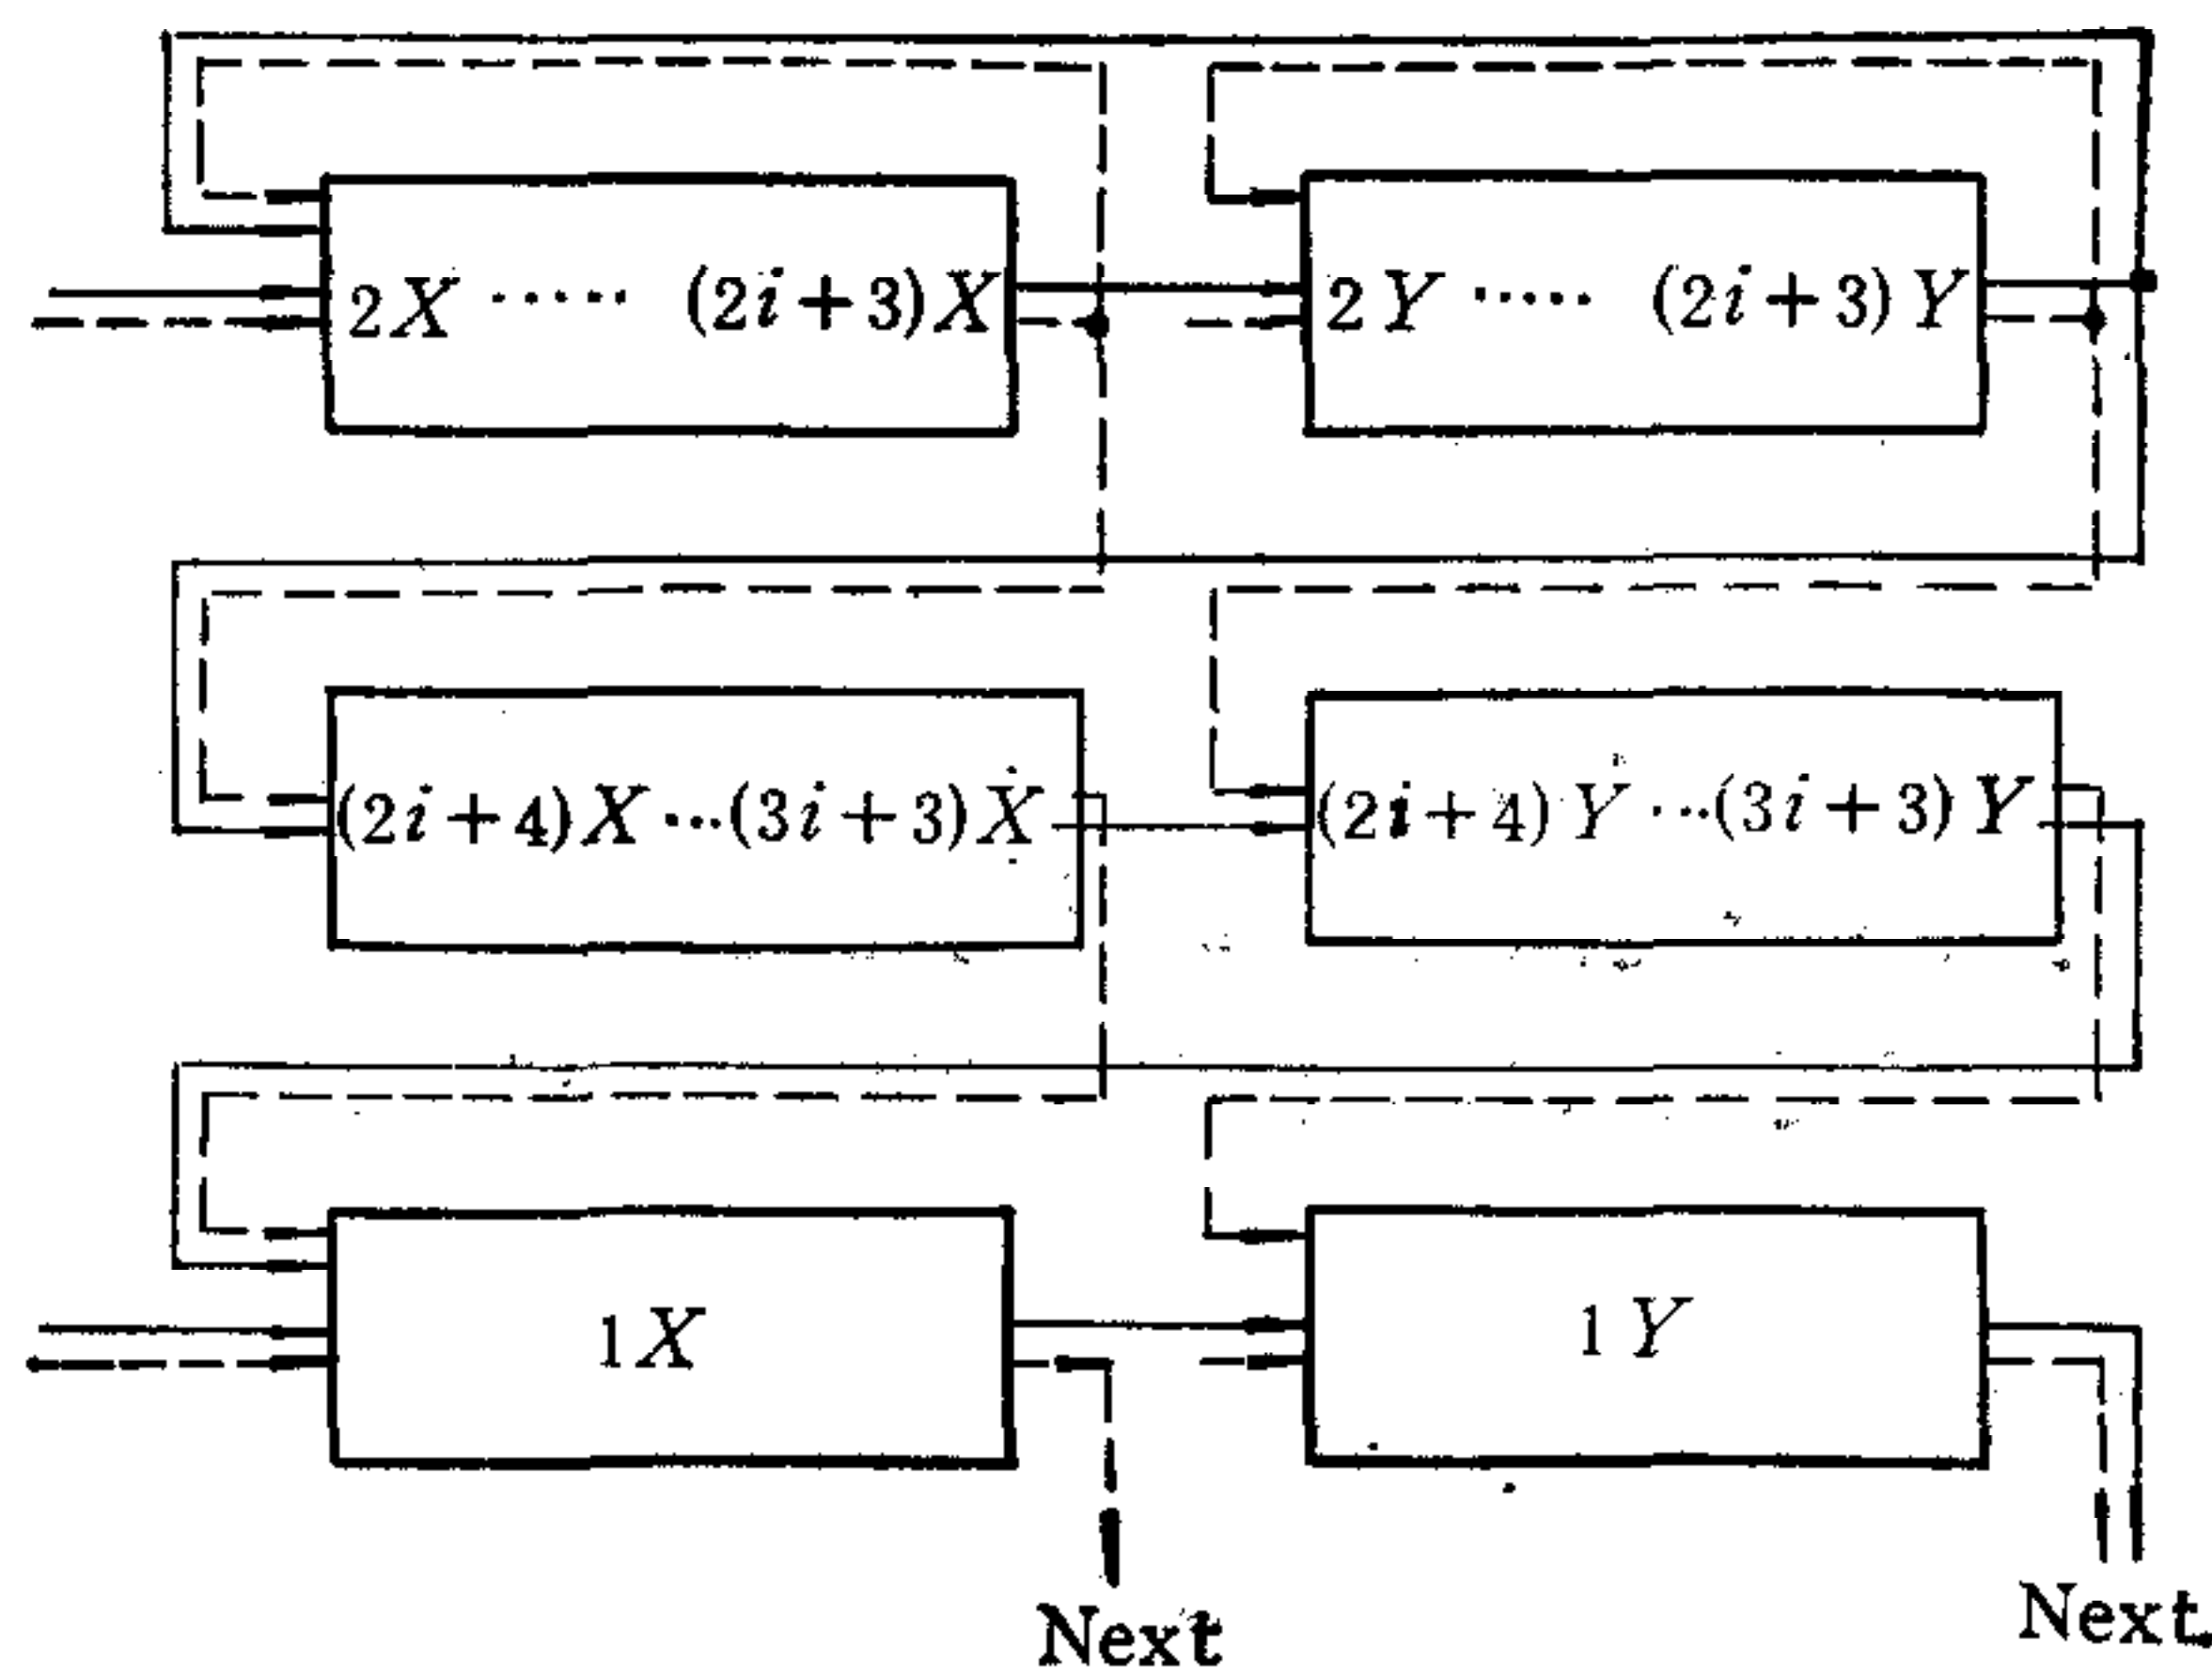 2X ····· (2i+3)X
2Y ····· (2i+3)Y
(2i+4)X ···(3i+3)X
(2i+4)Y ···(3i+3)Y
1X
1Y
Next
Next